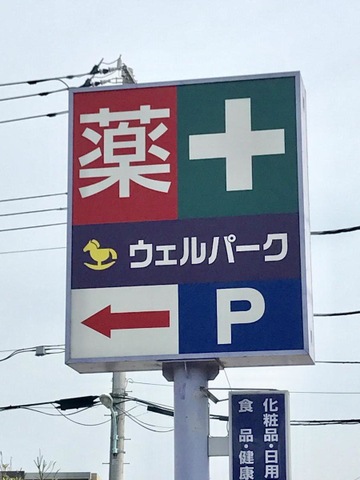 薬
ウェルパーク
P
化粧品・日用
食品・健康